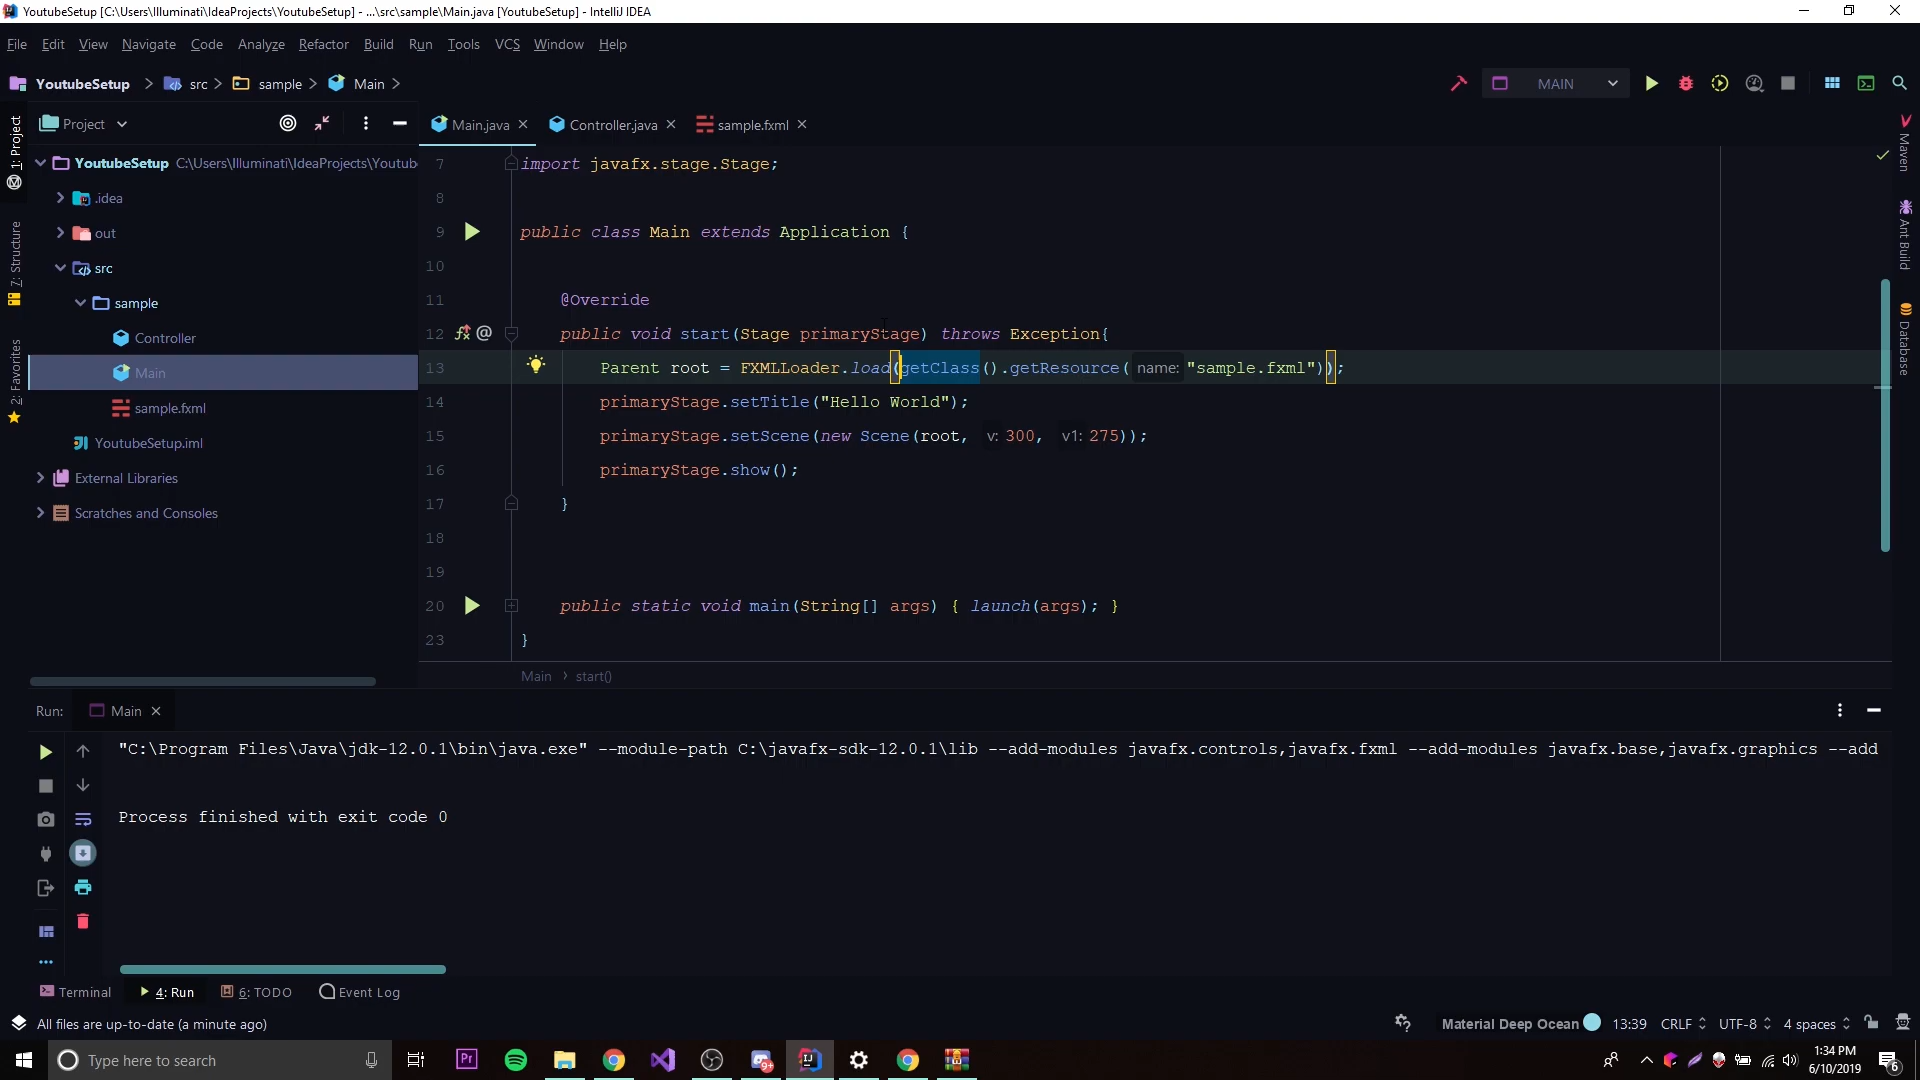 YoutubeSetup [C:\Users\Illuminati\IdeaProjects\YoutubeSetup] - ...\src\sample\Main.java [YoutubeSetup] - IntelliJ IDEA
File Edit View Navigate Code Analyze Refactor Build Run Tools VCS Window Help
YoutubeSetup src sample Main MAIN
Project
Main.java Controller.java sample.fxml
1: Project
7: Structure
2: Favorites
YoutubeSetup C:\Users\Illuminati\IdeaProjects\Youtub
.idea
out
src
sample
Controller
Main
sample.fxml
YoutubeSetup.iml
External Libraries
Scratches and Consoles
7 import javafx.stage.Stage;
8
9 public class Main extends Application {
10
11 @Override
12 public void start(Stage primaryStage) throws Exception{
13 Parent root = FXMLLoader.load(getClass().getResource( name: "sample.fxml"));
14 primaryStage.setTitle("Hello World");
15 primaryStage.setScene(new Scene(root, v: 300, v1: 275));
16 primaryStage.show();
17 }
18
19
20 public static void main(String[] args) { launch(args); }
23 }
Main start()
Maven
Ant Build
Database
Run: Main
"C:\Program Files\Java\jdk-12.0.1\bin\java.exe" --module-path C:\javafx-sdk-12.0.1\lib --add-modules javafx.controls,javafx.fxml --add-modules javafx.base,javafx.graphics --add
Process finished with exit code 0
Terminal 4: Run 6: TODO Event Log
All files are up-to-date (a minute ago) Material Deep Ocean 13:39 CRLF UTF-8 4 spaces
Type here to search Pr 9+ IJ 1:34 PM
6/10/2019 6